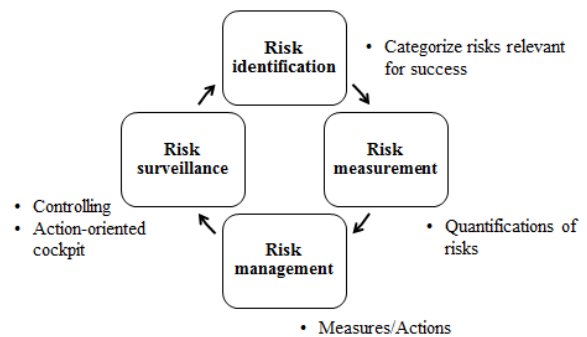 Risk
identification
• Categorize risks relevant
for success
Risk
surveillance
Risk
measurement
• Controlling
• Action-oriented
cockpit
• Quantifications of
risks
Risk
management
• Measures/Actions